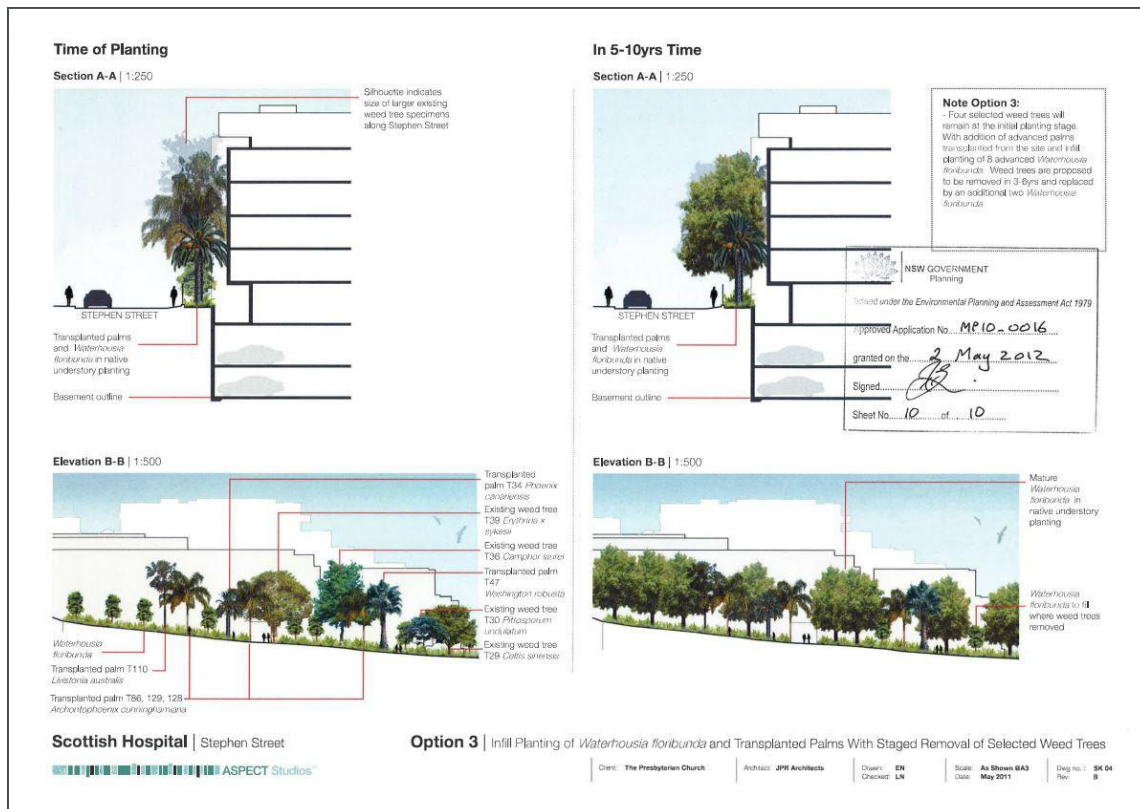 Time of Planting
Section A-A | 1:250
Silhouette indicates
size of larger existing
weed tree specimens
along Stephen Street
STEPHEN STREET
Transplanted palms
and Waterhousia
floribunda in native
understory planting
Basement outline
In 5-10yrs Time
Section A-A | 1:250
Note Option 3:
- Four selected weed trees will
remain at the initial planting stage.
With addition of advanced palms
transplanted from the site and infill
planting of 8 advanced Waterhousia
floribunda. Weed trees are proposed
to be removed in 3-6yrs and replaced
by an additional two Waterhousia
floribunda
STEPHEN STREET
Transplanted palms
and Waterhousia
floribunda in native
understory planting
Basement outline
NSW GOVERNMENT
Planning
Issued under the Environmental Planning and Assessment Act 1979
Approved Application No. MP10_0016
granted on the 2 May 2012
Signed
Sheet No. 10 of 10
Elevation B-B | 1:500
Transplanted
palm T34 Phoenix
canariensis
Existing weed tree
T39 Erythrina x
sykesii
Existing weed tree
T36 Camphor laurel
Transplanted palm
T47
Washington robusta
Existing weed tree
T30 Pittosporum
undulatum
Existing weed tree
T29 Celtis sinensis
Waterhousia
floribunda
Transplanted palm T110
Livistonia australis
Transplanted palm T86, 129, 128
Archontophoenix cunninghamiana
Elevation B-B | 1:500
Mature
Waterhousia
floribunda in
native understory
planting
Waterhousia
floribunda to fill
where weed trees
removed
Scottish Hospital | Stephen Street
ASPECT Studios
Option 3 | Infill Planting of Waterhousia floribunda and Transplanted Palms With Staged Removal of Selected Weed Trees
Client: The Presbyterian Church
Architect: JPR Architects
Drawn: EN
Checked: LN
Scale: As Shown @A3
Date: May 2011
Dwg no.: SK 04
Rev: B